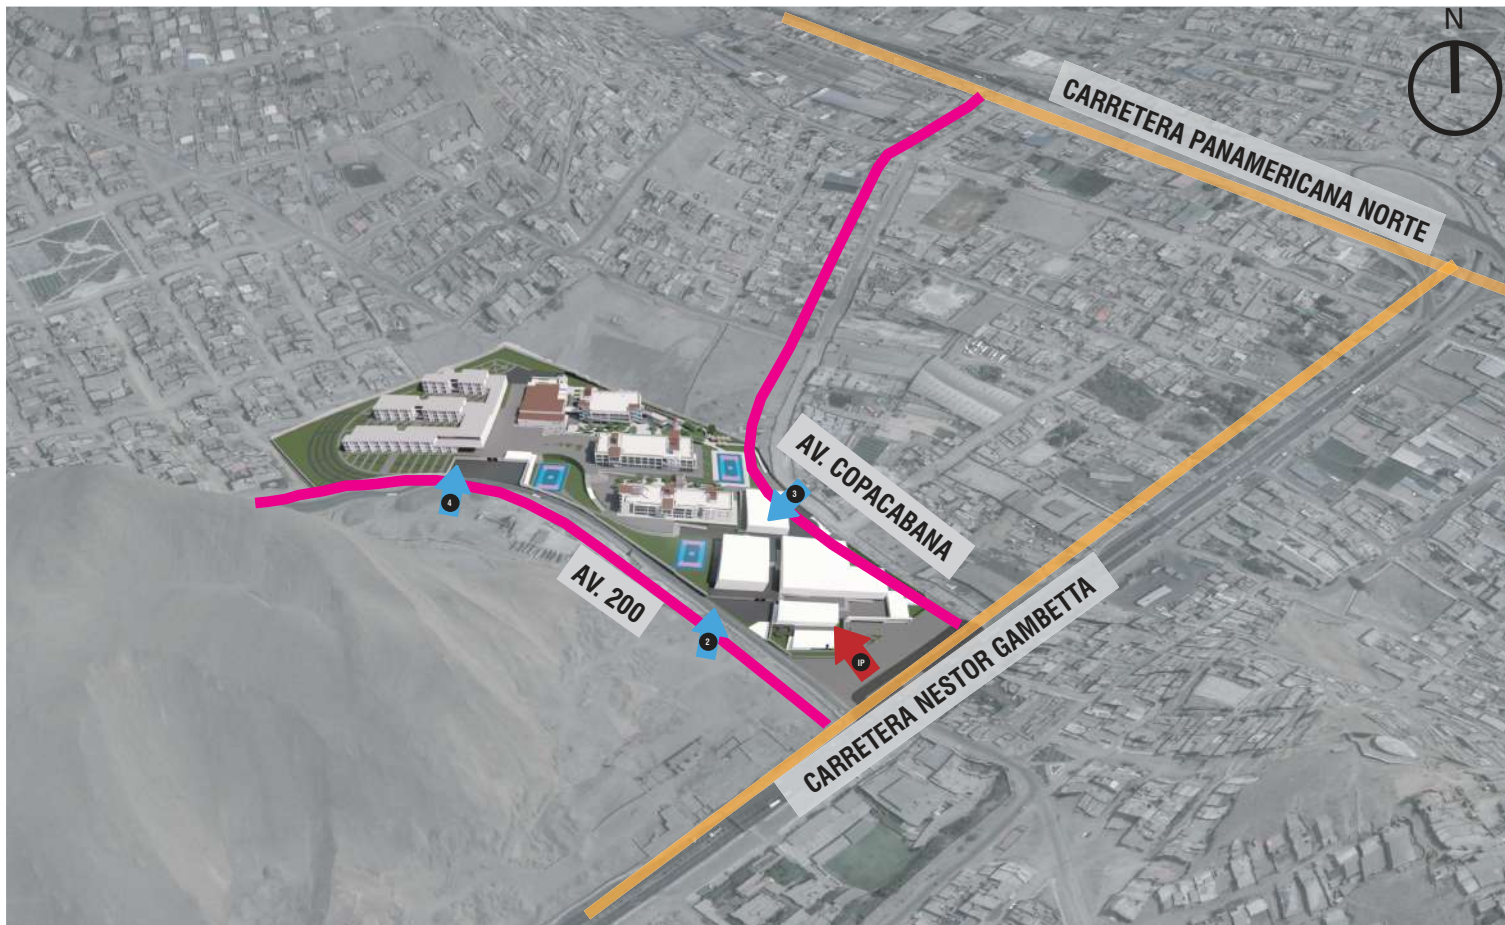 N
CARRETERA PANAMERICANA NORTE
AV. COPACABANA
3
4
AV. 200
2
IP
CARRETERA NESTOR GAMBETTA